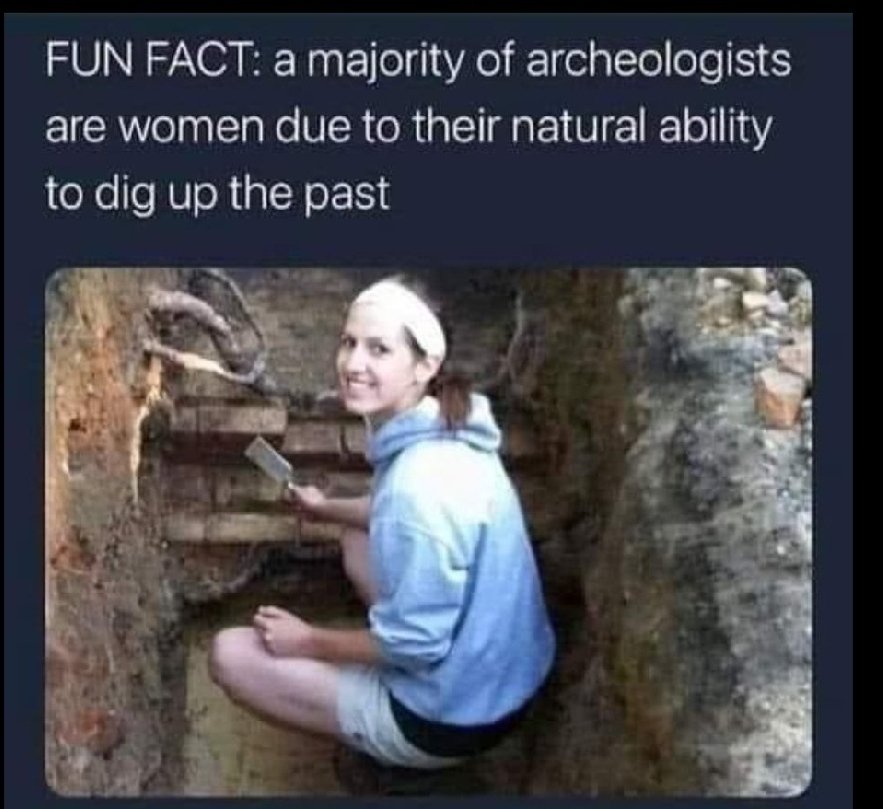 FUN FACT: a majority of archeologists
are women due to their natural ability
to dig up the past